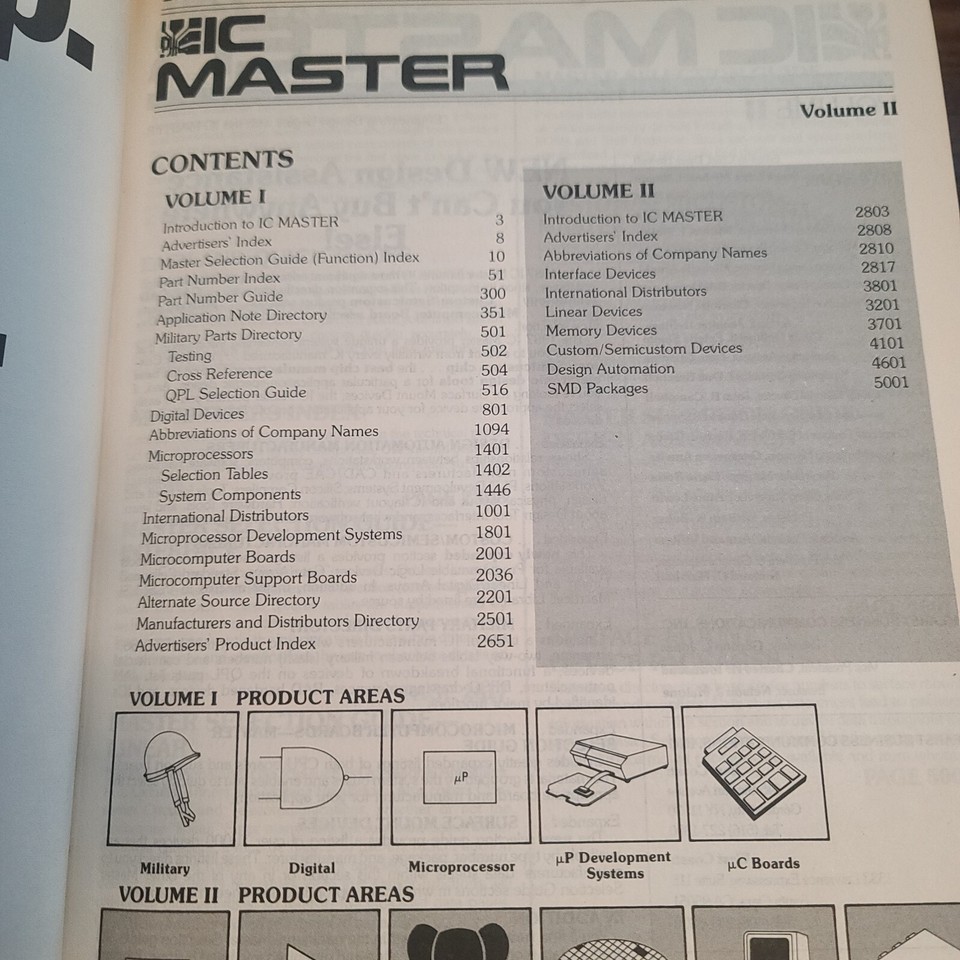 IC
MASTER
Volume II
CONTENTS
VOLUME I
Introduction to IC MASTER 3
Advertisers' Index 8
Master Selection Guide (Function) Index 10
Part Number Index 51
Part Number Guide 300
Application Note Directory 351
Military Parts Directory 501
Testing 502
Cross Reference 504
QPL Selection Guide 516
Digital Devices 801
Abbreviations of Company Names 1094
Microprocessors 1401
Selection Tables 1402
System Components 1446
International Distributors 1001
Microprocessor Development Systems 1801
Microcomputer Boards 2001
Microcomputer Support Boards 2036
Alternate Source Directory 2201
Manufacturers and Distributors Directory 2501
Advertisers' Product Index 2651
VOLUME II
Introduction to IC MASTER 2803
Advertisers' Index 2808
Abbreviations of Company Names 2810
Interface Devices 2817
International Distributors 3801
Linear Devices 3201
Memory Devices 3701
Custom/Semicustom Devices 4101
Design Automation 4601
SMD Packages 5001
VOLUME I PRODUCT AREAS
µP
Military
Digital
Microprocessor
µP Development
Systems
µC Boards
VOLUME II PRODUCT AREAS